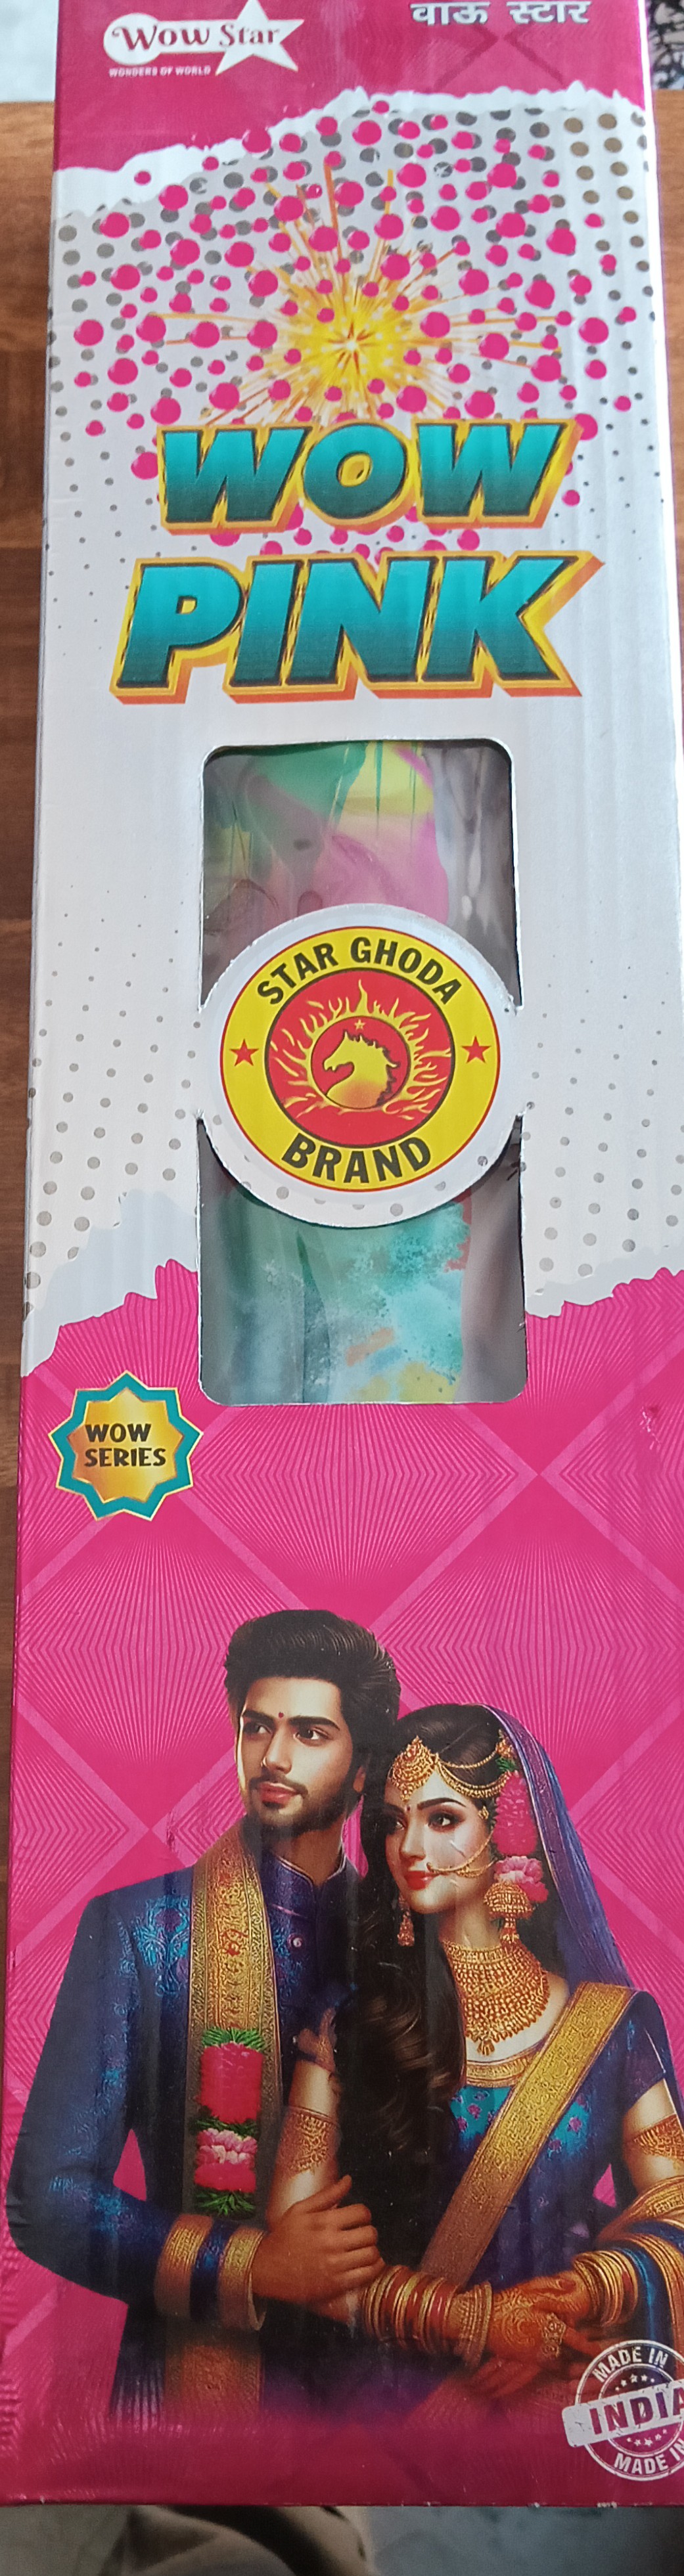 Wow Star
WONDERS OF WORLD
वाऊ स्टार
WOW
PINK
STAR GHODA
BRAND
WOW
SERIES
MADE IN
INDIA
MADE IN